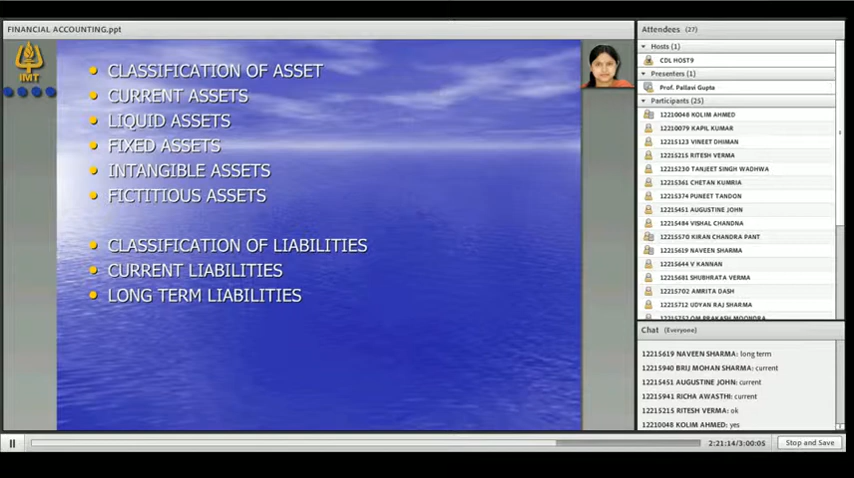 FINANCIAL ACCOUNTING.ppt
IMT
CLASSIFICATION OF ASSET
CURRENT ASSETS
LIQUID ASSETS
FIXED ASSETS
INTANGIBLE ASSETS
FICTITIOUS ASSETS
CLASSIFICATION OF LIABILITIES
CURRENT LIABILITIES
LONG TERM LIABILITIES
Attendees (27)
Hosts (1)
CDL HOST9
Presenters (1)
Prof. Pallavi Gupta
Participants (25)
12210048 KOLIM AHMED
12210079 KAPIL KUMAR
12215123 VINEET DHIMAN
12215215 RITESH VERMA
12215230 TANJEET SINGH WADHWA
12215361 CHETAN KUMRIA
12215374 PUNEET TANDON
12215451 AUGUSTINE JOHN
12215484 VISHAL CHANDNA
12215570 KIRAN CHANDRA PANT
12215619 NAVEEN SHARMA
12215644 V KANNAN
12215681 SHUBHRATA VERMA
12215702 AMRITA DASH
12215712 UDYAN RAJ SHARMA
12215752 OM PRAKASH MOONDRA
Chat (Everyone)
12215619 NAVEEN SHARMA: long term
12215940 BRIJ MOHAN SHARMA: current
12215451 AUGUSTINE JOHN: current
12215941 RICHA AWASTHI: current
12215215 RITESH VERMA: ok
12210048 KOLIM AHMED: yes
2:21:14/3:00:05
Stop and Save